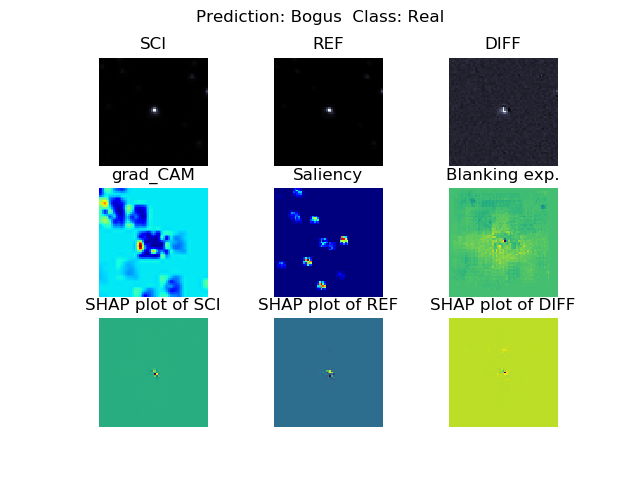 Prediction: Bogus  Class: Real
SCI REF DIFF
grad_CAM Saliency Blanking exp.
SHAP plot of SCI SHAP plot of REF SHAP plot of DIFF